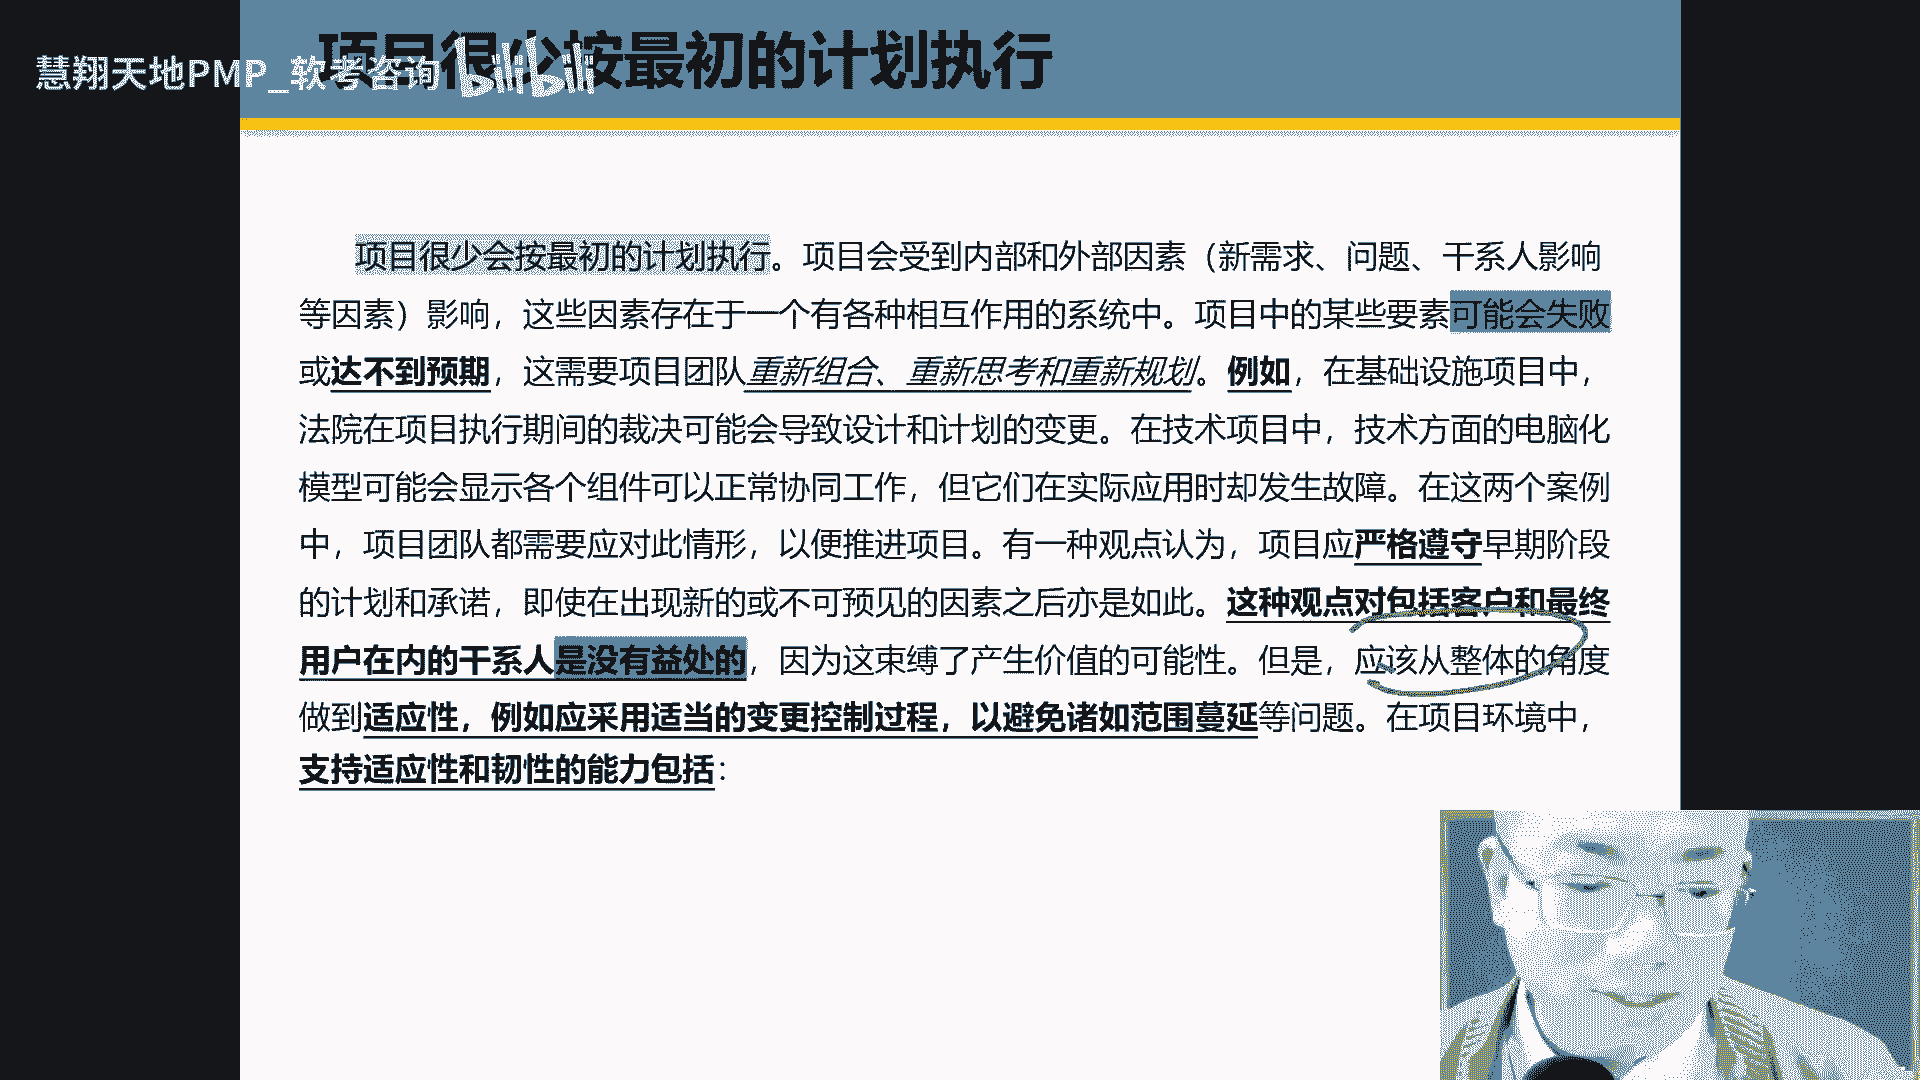 项目很少按最初的计划执行
慧翔天地PMP_软考咨询 bilibili
项目很少会按最初的计划执行。项目会受到内部和外部因素（新需求、问题、干系人影响
等因素）影响，这些因素存在于一个有各种相互作用的系统中。项目中的某些要素可能会失败
或达不到预期，这需要项目团队重新组合、重新思考和重新规划。例如，在基础设施项目中，
法院在项目执行期间的裁决可能会导致设计和计划的变更。在技术项目中，技术方面的电脑化
模型可能会显示各个组件可以正常协同工作，但它们在实际应用时却发生故障。在这两个案例
中，项目团队都需要应对此情形，以便推进项目。有一种观点认为，项目应严格遵守早期阶段
的计划和承诺，即使在出现新的或不可预见的因素之后亦是如此。这种观点对包括客户和最终
用户在内的干系人是没有益处的，因为这束缚了产生价值的可能性。但是，应该从整体的角度
做到适应性，例如应采用适当的变更控制过程，以避免诸如范围蔓延等问题。在项目环境中，
支持适应性和韧性的能力包括：